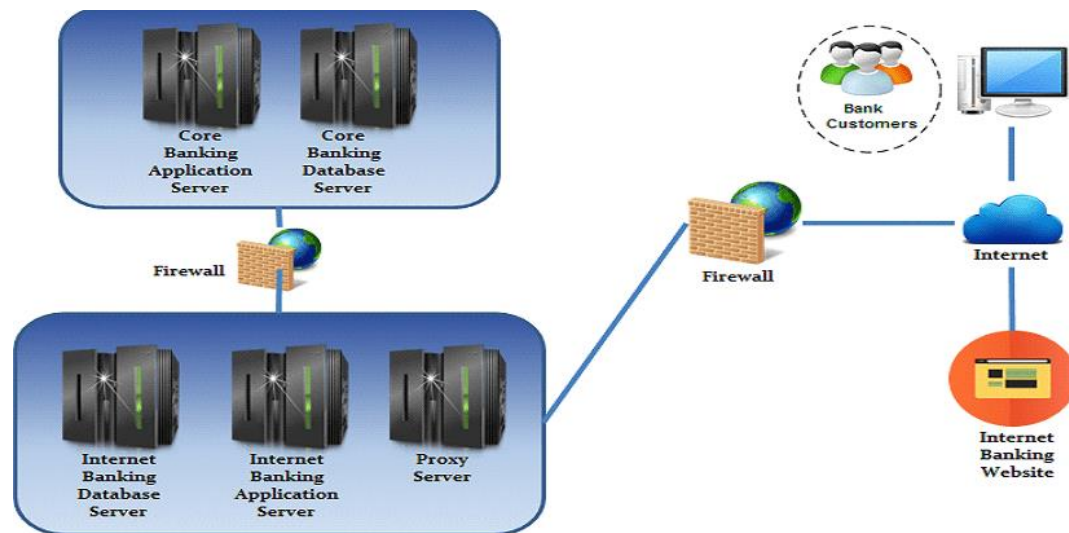 Core
Banking
Application
Server
Core
Banking
Database
Server
Bank
Customers
Firewall
Firewall
Internet
Internet
Banking
Database
Server
Internet
Banking
Application
Server
Proxy
Server
Internet
Banking
Website